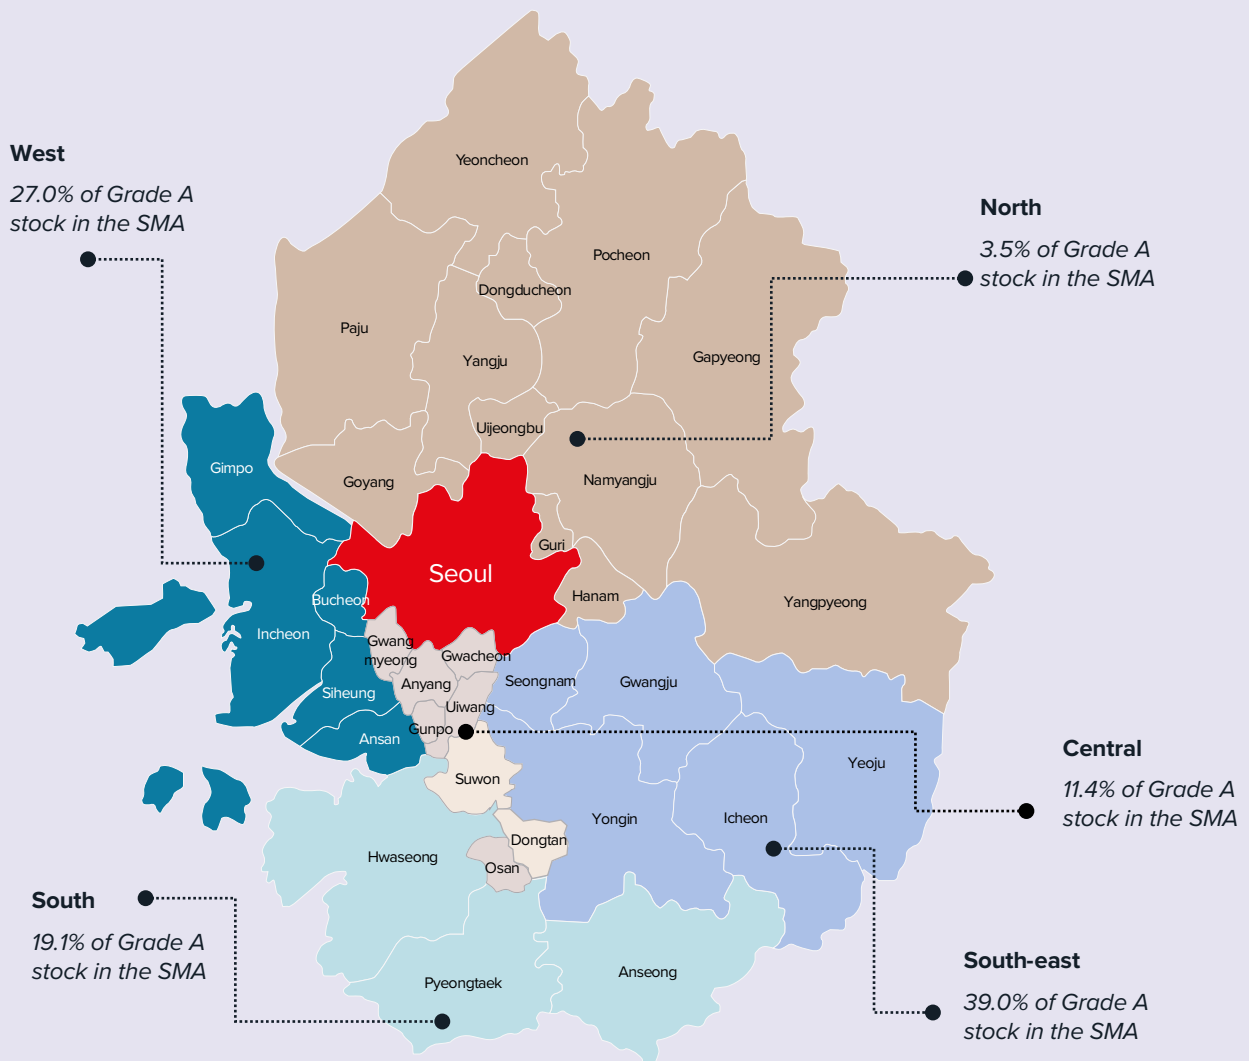 West
27.0% of Grade A
stock in the SMA
North
3.5% of Grade A
stock in the SMA
Yeoncheon
Pocheon
Dongducheon
Paju
Yangju
Gapyeong
Uijeongbu
Gimpo
Goyang
Namyangju
Guri
Seoul
Hanam
Bucheon
Yangpyeong
Incheon
Gwang
myeong
Gwacheon
Anyang
Seongnam
Gwangju
Siheung
Uiwang
Gunpo
Ansan
Central
11.4% of Grade A
stock in the SMA
Yeoju
Suwon
Yongin
Icheon
Dongtan
Hwaseong
Osan
South
19.1% of Grade A
stock in the SMA
Pyeongtaek
Anseong
South-east
39.0% of Grade A
stock in the SMA